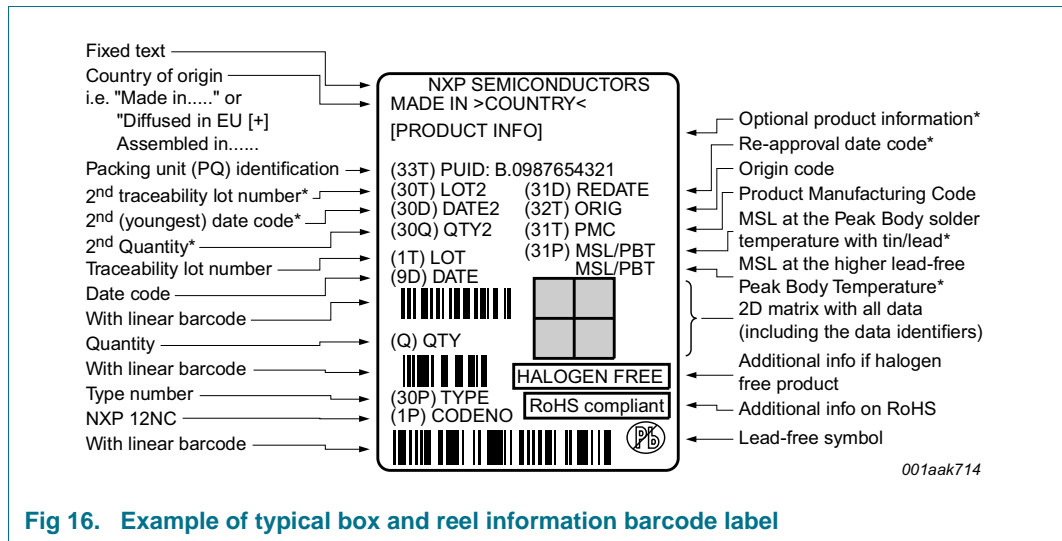 Fixed text
Country of origin
i.e. "Made in....." or
"Diffused in EU [+]
Assembled in......
Packing unit (PQ) identification
2nd traceability lot number*
2nd (youngest) date code*
2nd Quantity*
Traceability lot number
Date code
With linear barcode
Quantity
With linear barcode
Type number
NXP 12NC
With linear barcode
NXP SEMICONDUCTORS
MADE IN >COUNTRY<
[PRODUCT INFO]
(33T) PUID: B.0987654321
(30T) LOT2 (31D) REDATE
(30D) DATE2 (32T) ORIG
(30Q) QTY2 (31T) PMC
(31P) MSL/PBT
(1T) LOT MSL/PBT
(9D) DATE
(Q) QTY
HALOGEN FREE
(30P) TYPE
RoHS compliant
(1P) CODENO
Pb
Optional product information*
Re-approval date code*
Origin code
Product Manufacturing Code
MSL at the Peak Body solder
temperature with tin/lead*
MSL at the higher lead-free
Peak Body Temperature*
2D matrix with all data
(including the data identifiers)
Additional info if halogen
free product
Additional info on RoHS
Lead-free symbol
001aak714
Fig 16. Example of typical box and reel information barcode label